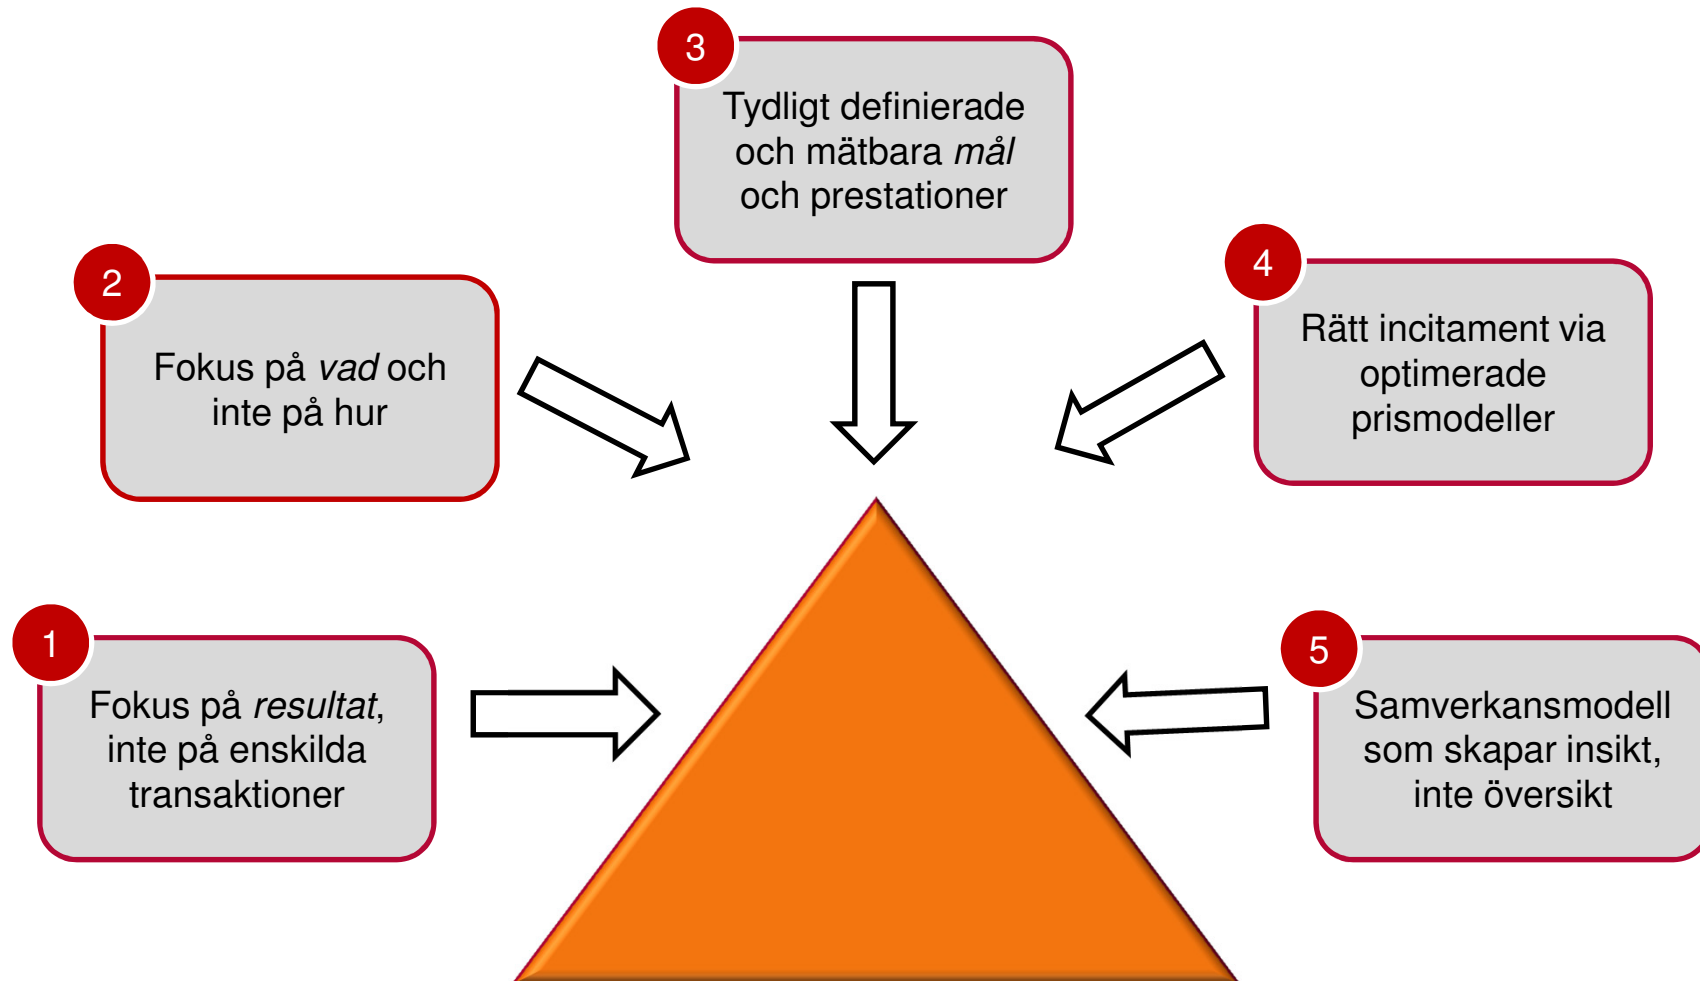 1
Fokus på resultat,
inte på enskilda
transaktioner
2
Fokus på vad och
inte på hur
3
Tydligt definierade
och mätbara mål
och prestationer
4
Rätt incitament via
optimerade
prismodeller
5
Samverkansmodell
som skapar insikt,
inte översikt